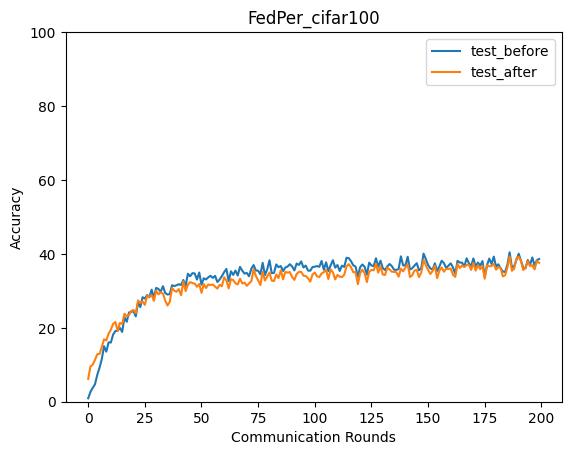 FedPer_cifar100
100
80
60
40
20
0
Accuracy
test_before
test_after
0 25 50 75 100 125 150 175 200
Communication Rounds